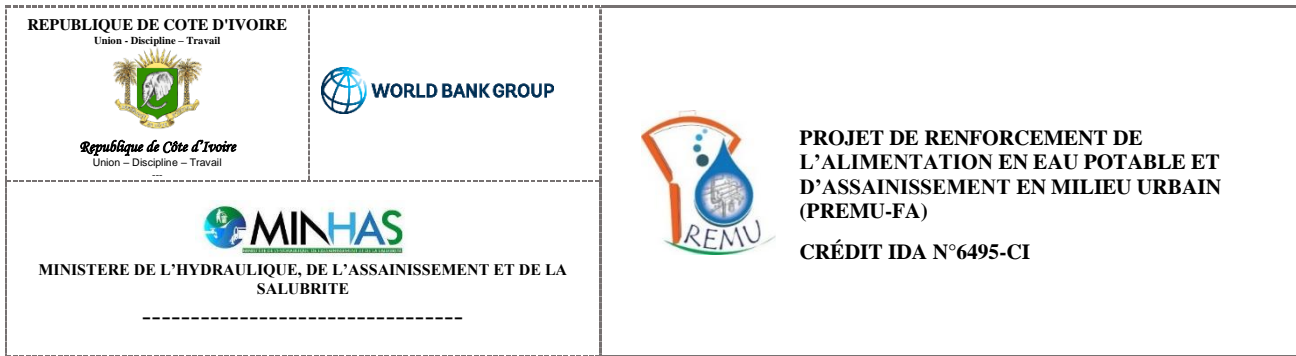 REPUBLIQUE DE COTE D'IVOIRE
Union - Discipline – Travail
Republique de Côte d'Ivoire
Union – Discipline – Travail
---
WORLD BANK GROUP
MINHAS
MINISTERE DE L'HYDRAULIQUE, DE L'ASSAINISSEMENT ET DE LA
SALUBRITE
---------------------------------
REMU
PROJET DE RENFORCEMENT DE
L'ALIMENTATION EN EAU POTABLE ET
D'ASSAINISSEMENT EN MILIEU URBAIN
(PREMU-FA)
CRÉDIT IDA N°6495-CI